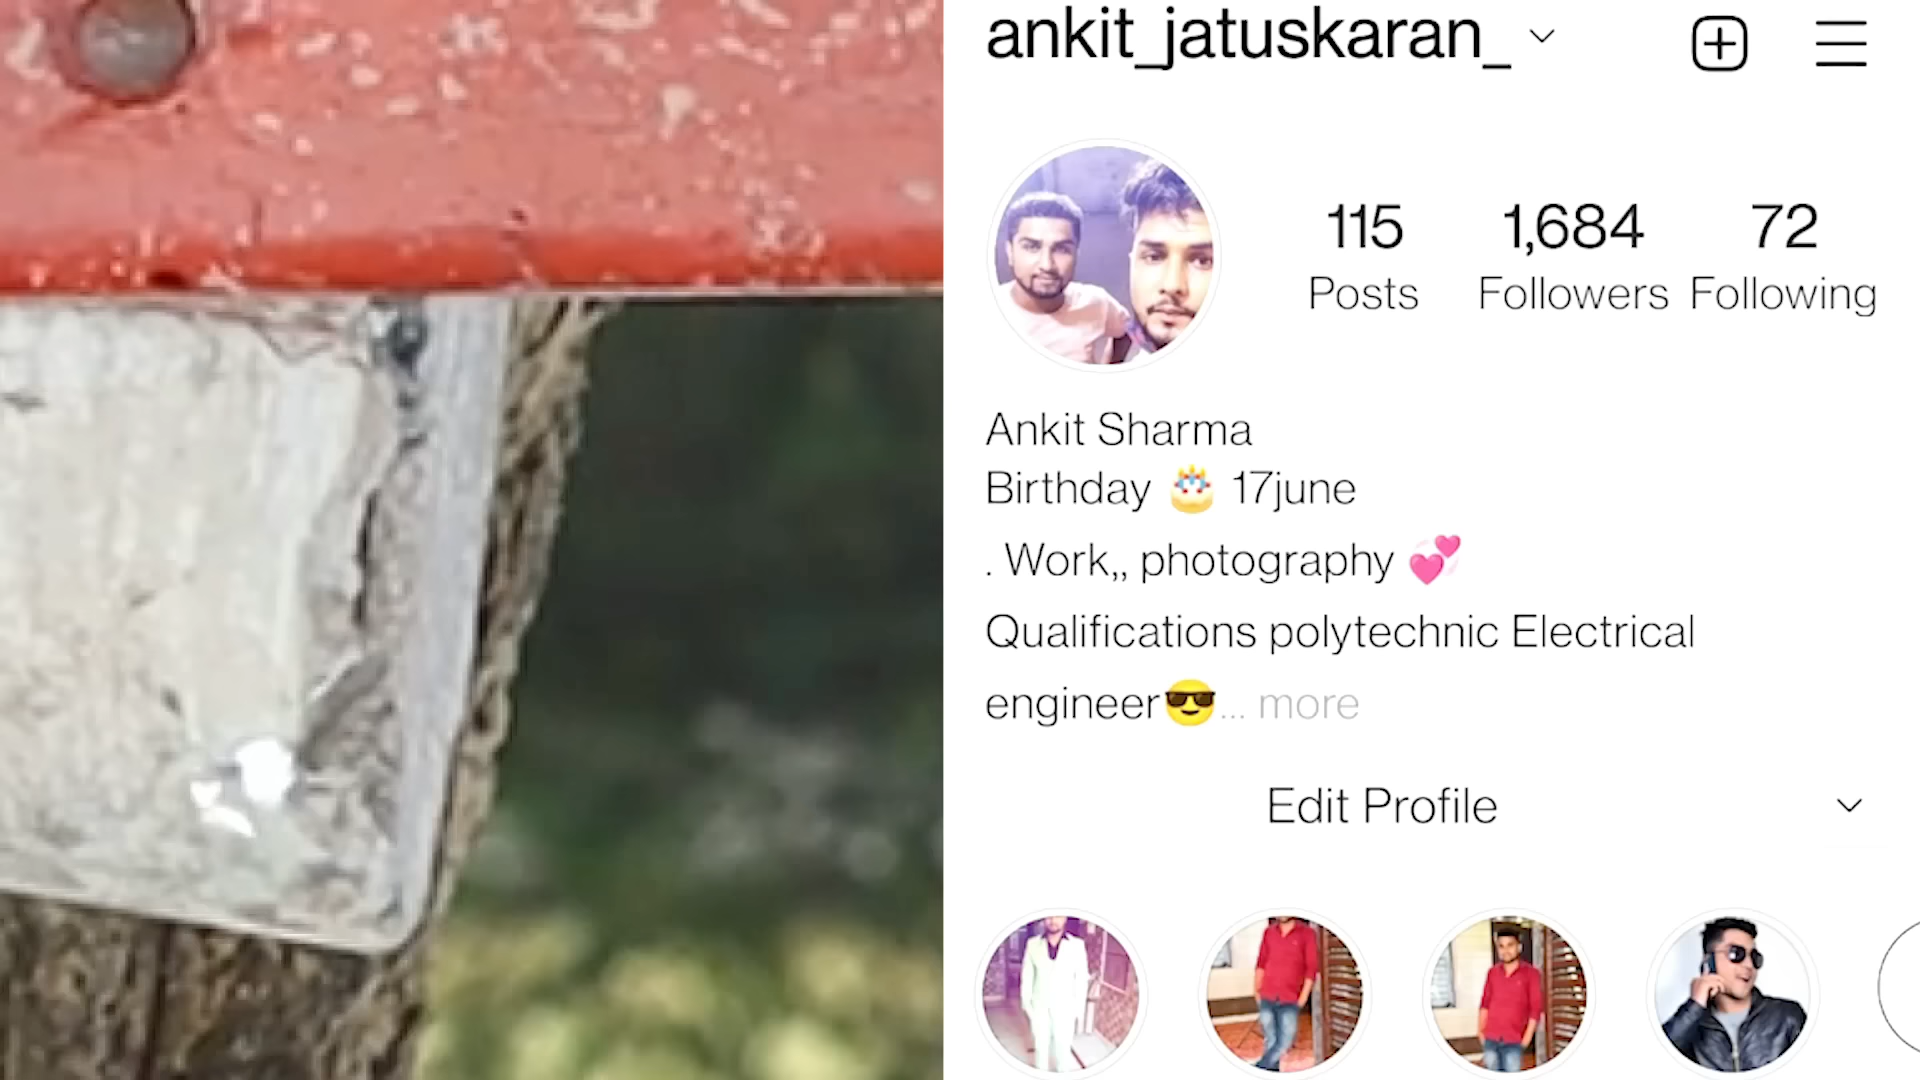 ankit_jatuskaran_
115 1,684 72
Posts Followers Following
Ankit Sharma
Birthday 🎂 17june
. Work,, photography 💞
Qualifications polytechnic Electrical
engineer😎... more
Edit Profile